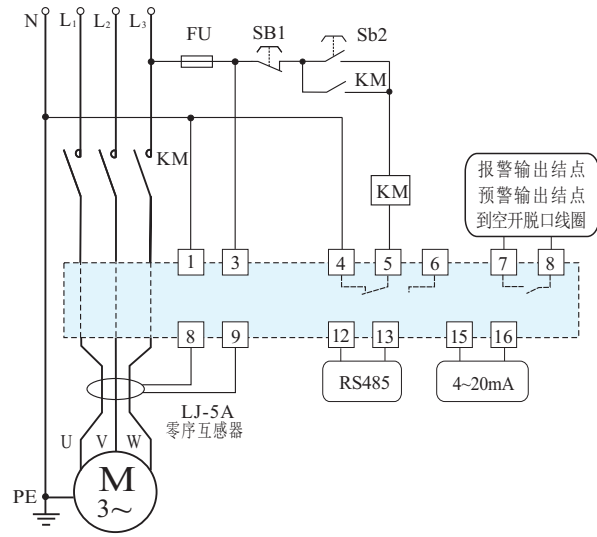 N L1 L2 L3
FU
SB1
Sb2
KM
KM
KM
报警输出结点
预警输出结点
到空开脱口线圈
1
3
4
5
6
7
8
8
9
12
13
15
16
RS485
4~20mA
LJ-5A
零序互感器
U
V
W
M
3~
PE